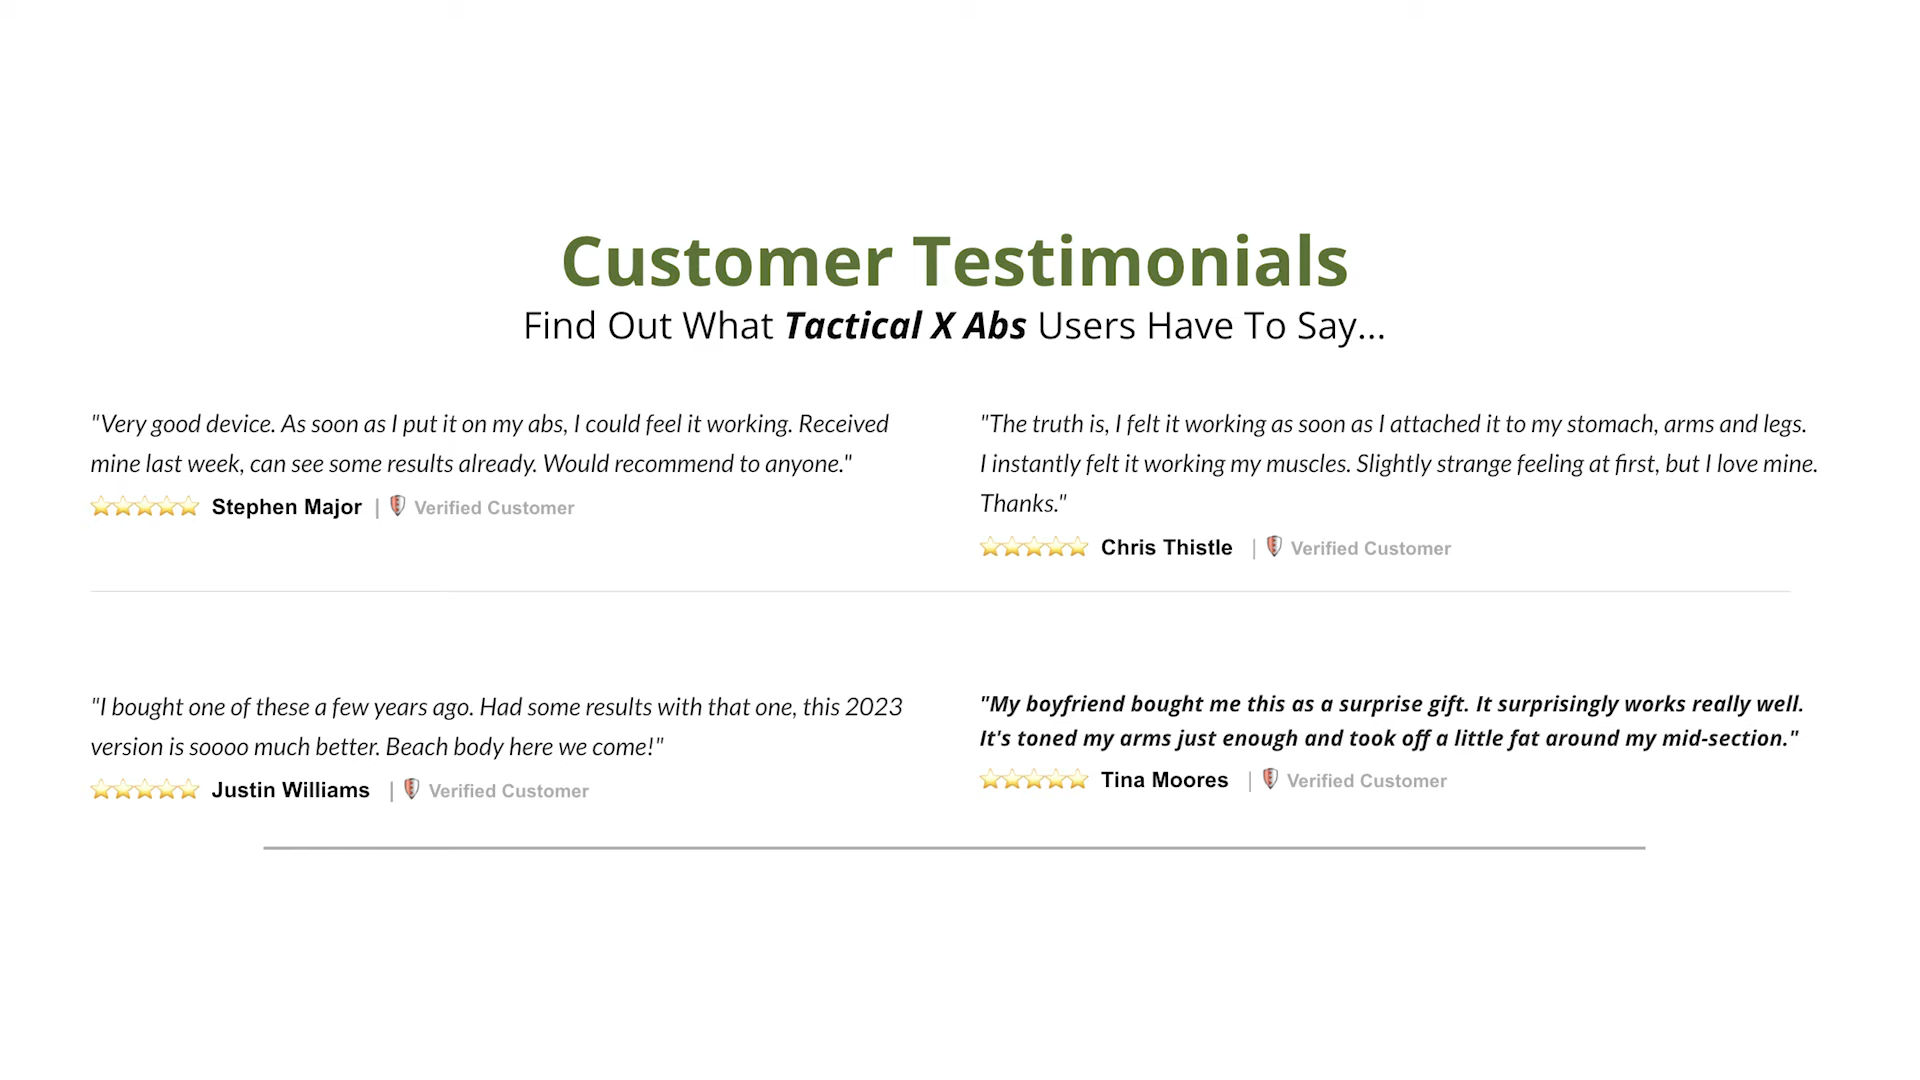 Customer Testimonials
Find Out What Tactical X Abs Users Have To Say...
"Very good device. As soon as I put it on my abs, I could feel it working. Received
mine last week, can see some results already. Would recommend to anyone."
Stephen Major | Verified Customer
"The truth is, I felt it working as soon as I attached it to my stomach, arms and legs.
I instantly felt it working my muscles. Slightly strange feeling at first, but I love mine.
Thanks."
Chris Thistle | Verified Customer
"I bought one of these a few years ago. Had some results with that one, this 2023
version is soooo much better. Beach body here we come!"
Justin Williams | Verified Customer
"My boyfriend bought me this as a surprise gift. It surprisingly works really well.
It's toned my arms just enough and took off a little fat around my mid-section."
Tina Moores | Verified Customer